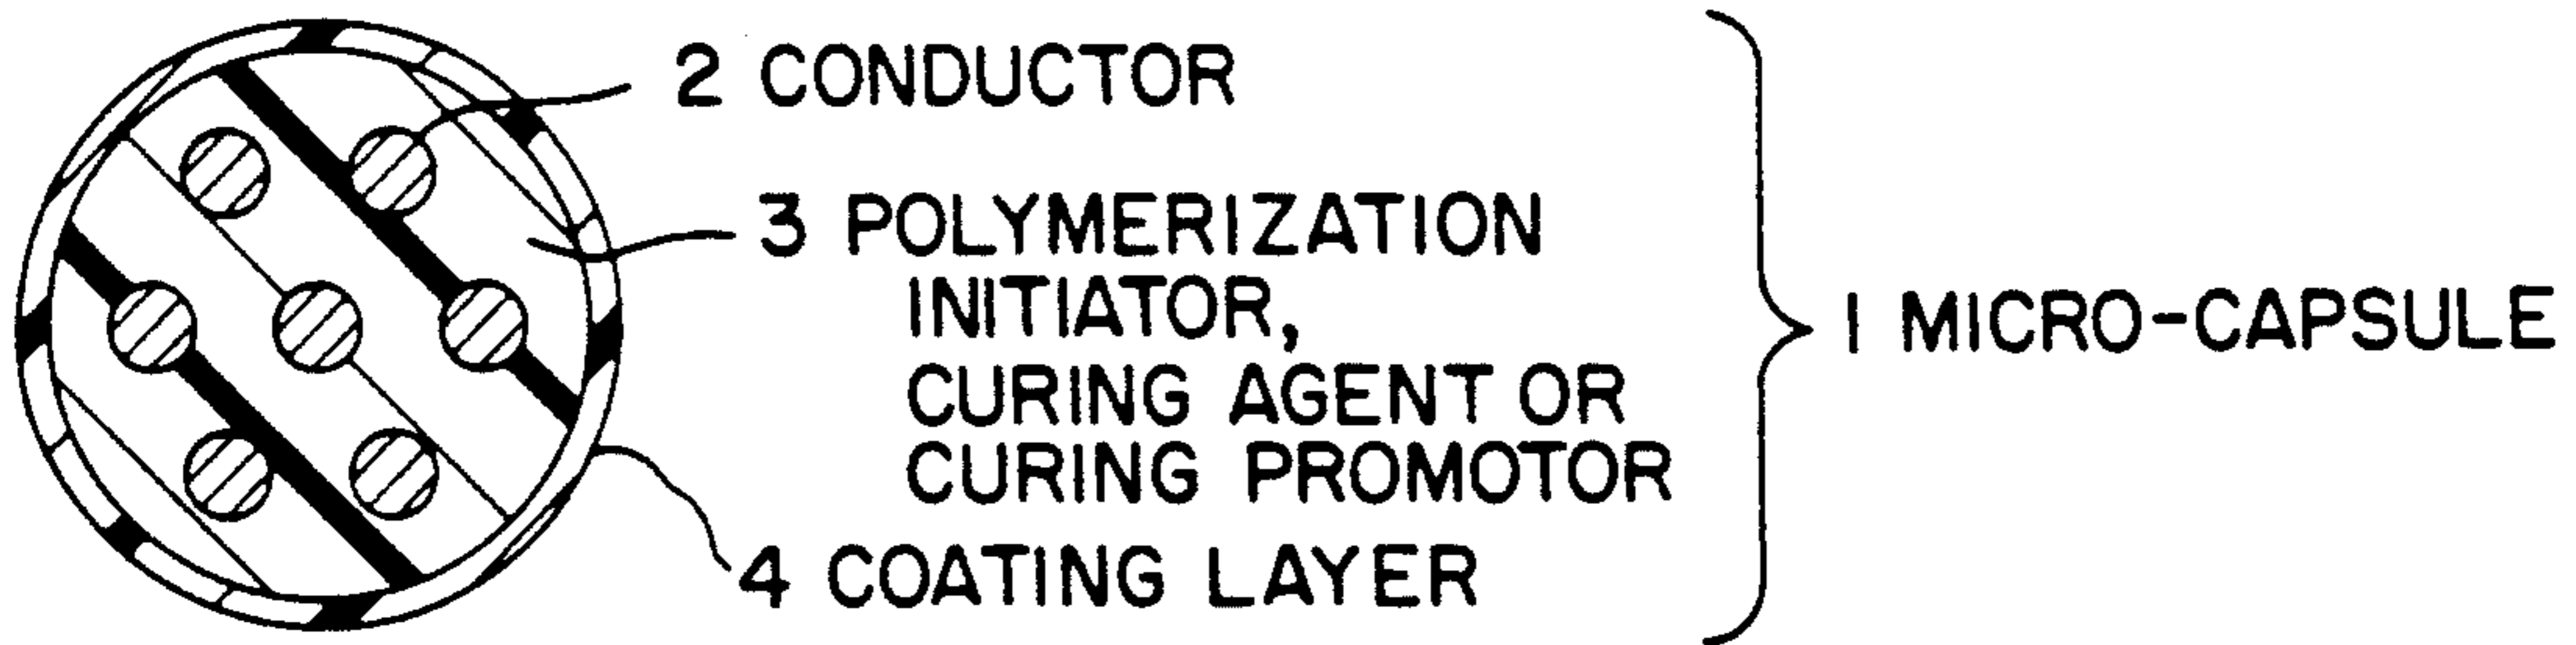 2 CONDUCTOR
3 POLYMERIZATION
INITIATOR,
CURING AGENT OR
CURING PROMOTOR
4 COATING LAYER
1 MICRO-CAPSULE